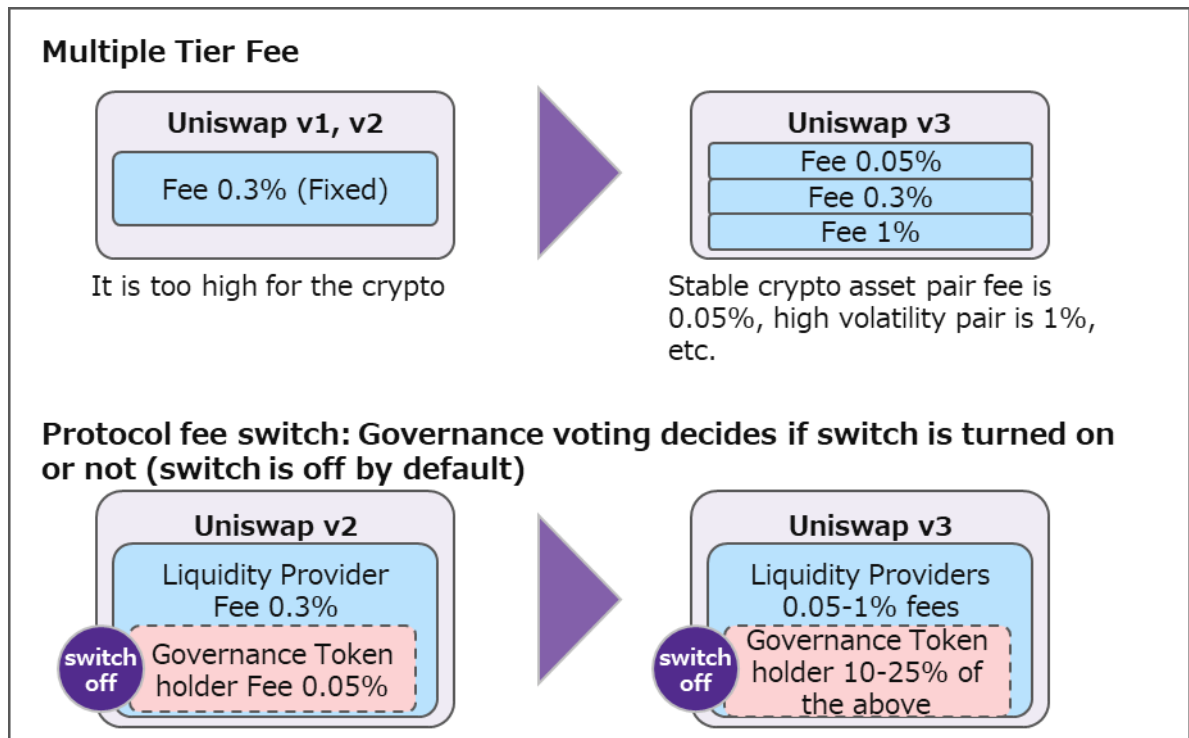 Multiple Tier Fee
Uniswap v1, v2
Fee 0.3% (Fixed)
It is too high for the crypto
Uniswap v3
Fee 0.05%
Fee 0.3%
Fee 1%
Stable crypto asset pair fee is
0.05%, high volatility pair is 1%,
etc.
Protocol fee switch: Governance voting decides if switch is turned on
or not (switch is off by default)
Uniswap v2
Liquidity Provider
Fee 0.3%
switch
off
Governance Token
holder Fee 0.05%
Uniswap v3
Liquidity Providers
0.05-1% fees
switch
off
Governance Token
holder 10-25% of
the above